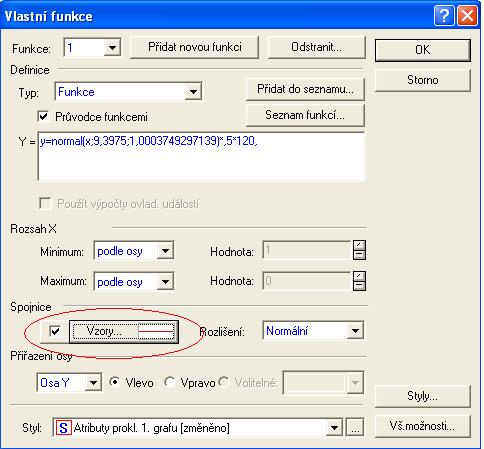 Vlastní funkce
Funkce: 1 Přidat novou funkci Odstranit... OK
Definice Storno
Typ: Funkce Přidat do seznamu...
Průvodce funkcemi Seznam funkcí...
Y = y=normal(x;9,3975;1,0003749297139)*,5*120,
Použít výpočty ovlad. událostí
Rozsah X
Minimum: podle osy Hodnota: 1
Maximum: podle osy Hodnota: 0
Spojnice
Vzory... Rozlišení: Normální
Přiřazení osy
Osa Y Vlevo Vpravo Volitelné:
Styly...
Styl: S Atributy prokl. 1. grafu [změněno] ... Vš.možnosti...